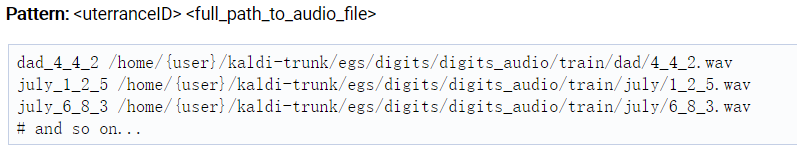 Pattern: <uterranceID> <full_path_to_audio_file>
dad_4_4_2 /home/{user}/kaldi-trunk/egs/digits/digits_audio/train/dad/4_4_2.wav
july_1_2_5 /home/{user}/kaldi-trunk/egs/digits/digits_audio/train/july/1_2_5.wav
july_6_8_3 /home/{user}/kaldi-trunk/egs/digits/digits_audio/train/july/6_8_3.wav
# and so on...